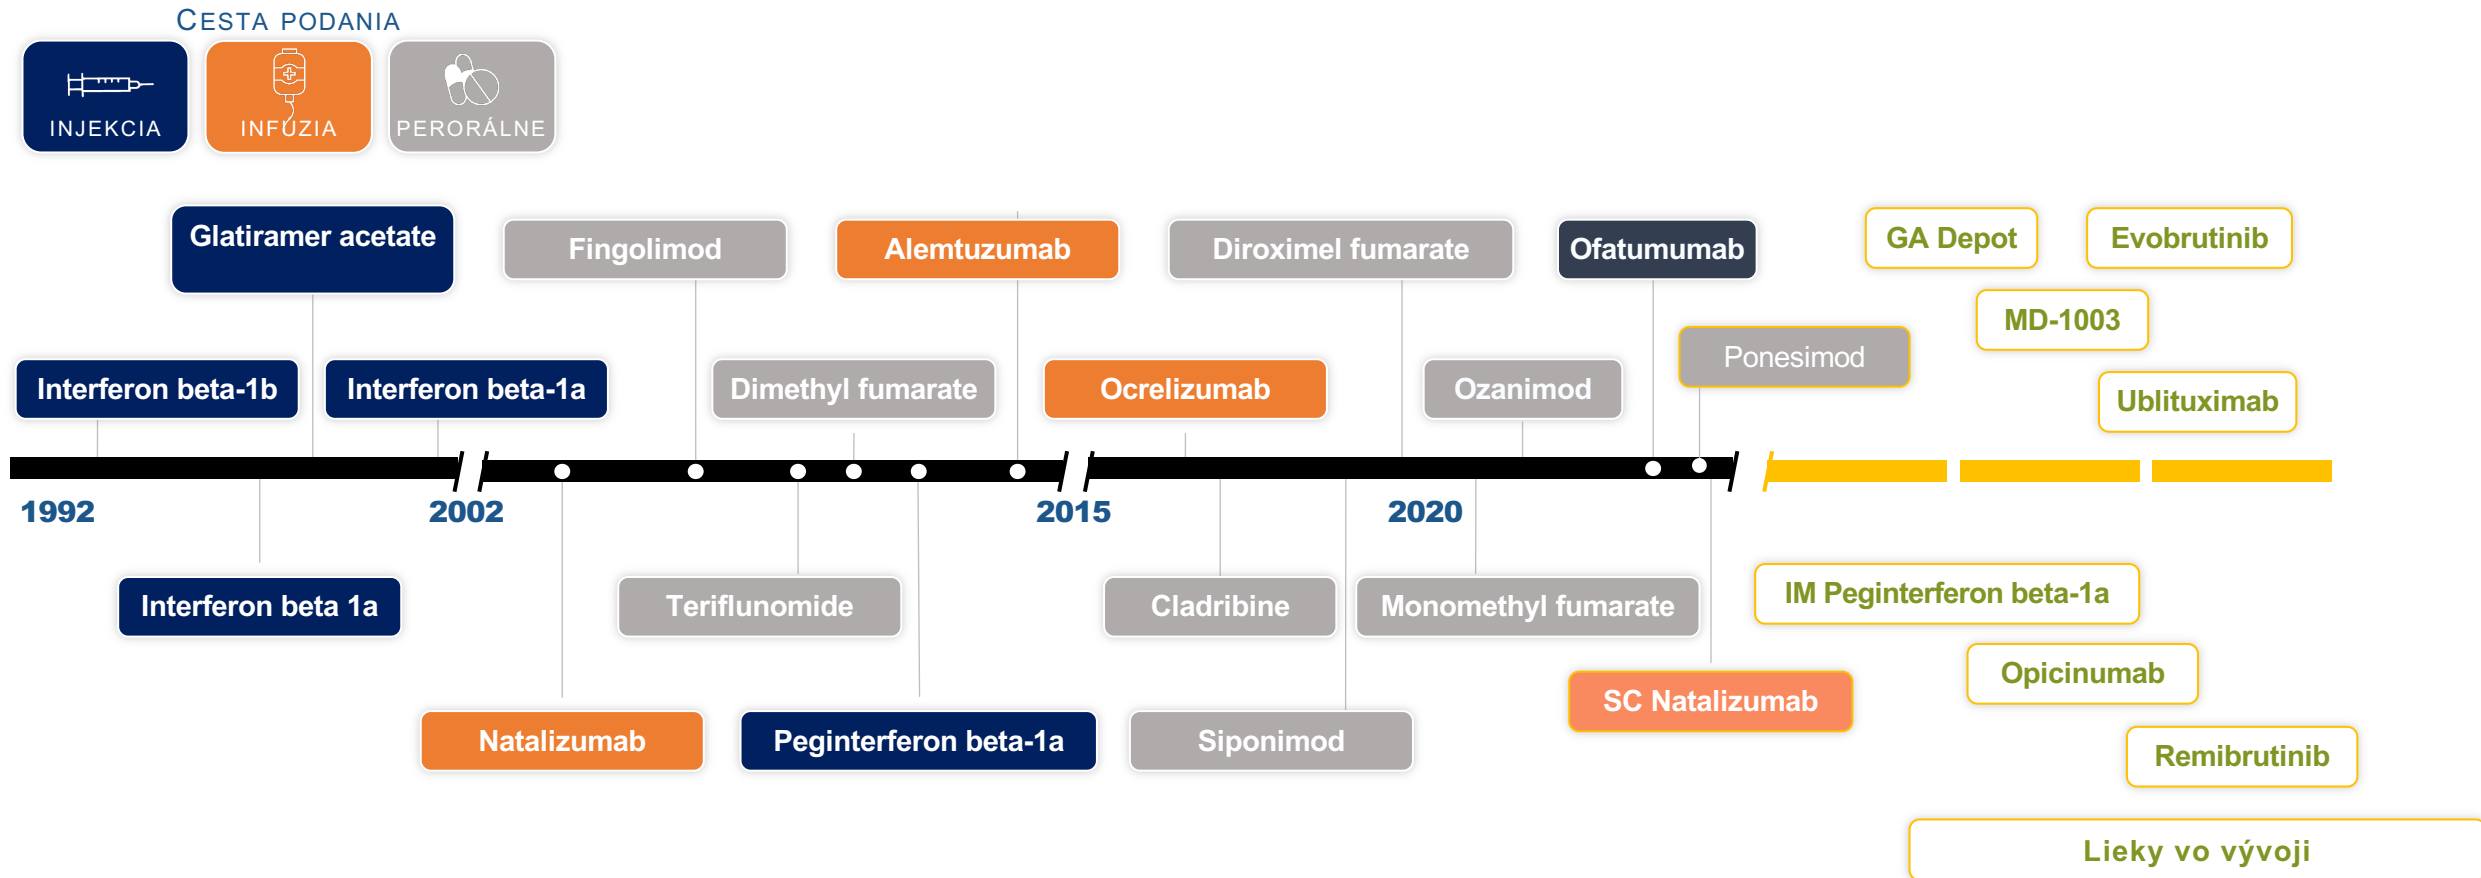 CESTA PODANIA
INJEKCIA
INFÚZIA
PERORÁLNE
Glatiramer acetate
Fingolimod
Alemtuzumab
Diroximel fumarate
Ofatumumab
GA Depot
Evobrutinib
MD-1003
Ponesimod
Interferon beta-1b
Interferon beta-1a
Dimethyl fumarate
Ocrelizumab
Ozanimod
Ublituximab
1992
2002
2015
2020
Interferon beta 1a
Teriflunomide
Cladribine
Monomethyl fumarate
IM Peginterferon beta-1a
Opicinumab
SC Natalizumab
Natalizumab
Peginterferon beta-1a
Siponimod
Remibrutinib
Lieky vo vývoji